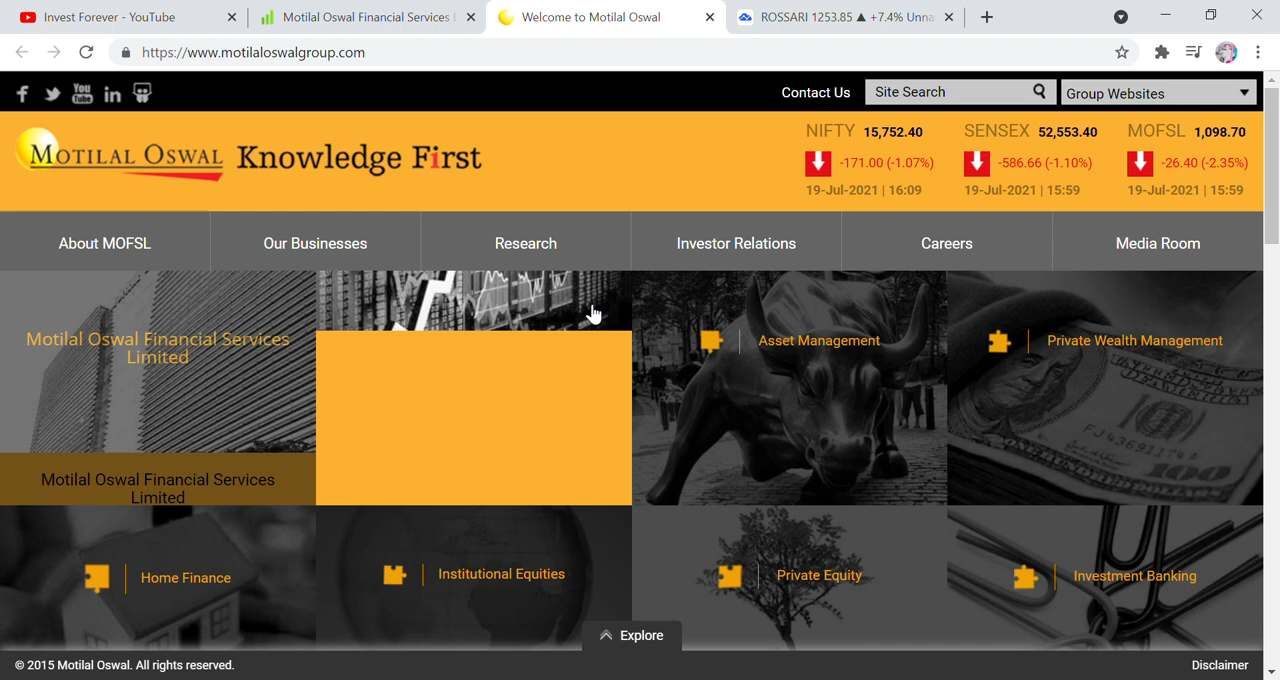 Invest Forever - YouTube
Motilal Oswal Financial Services L
Welcome to Motilal Oswal
ROSSARI 1253.85 ▲ +7.4% Unna
https://www.motilaloswalgroup.com
You Tube
in
Contact Us
Site Search
Group Websites
MOTILAL OSWAL
Knowledge First
NIFTY 15,752.40
-171.00 (-1.07%)
19-Jul-2021 | 16:09
SENSEX 52,553.40
-586.66 (-1.10%)
19-Jul-2021 | 15:59
MOFSL 1,098.70
-26.40 (-2.35%)
19-Jul-2021 | 15:59
About MOFSL
Our Businesses
Research
Investor Relations
Careers
Media Room
Motilal Oswal Financial Services
Limited
Asset Management
Private Wealth Management
FJ43691174
100
Motilal Oswal Financial Services
Limited
Home Finance
Institutional Equities
Private Equity
Investment Banking
Explore
© 2015 Motilal Oswal. All rights reserved.
Disclaimer